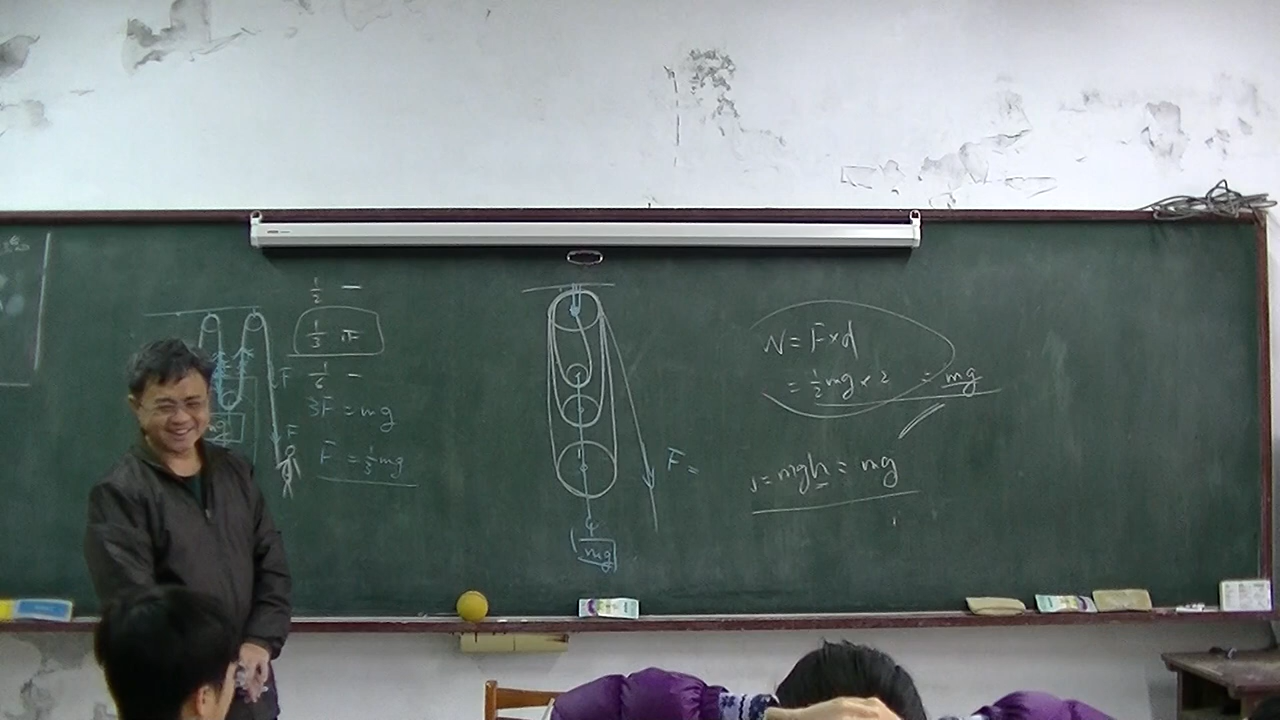 1/2 —
1/3
1/6 —
3F = mg
F = 1/3 mg
F
F
mg
F =
W = F × d
= 1/2 mg × 2 = mg
= mgh = mg